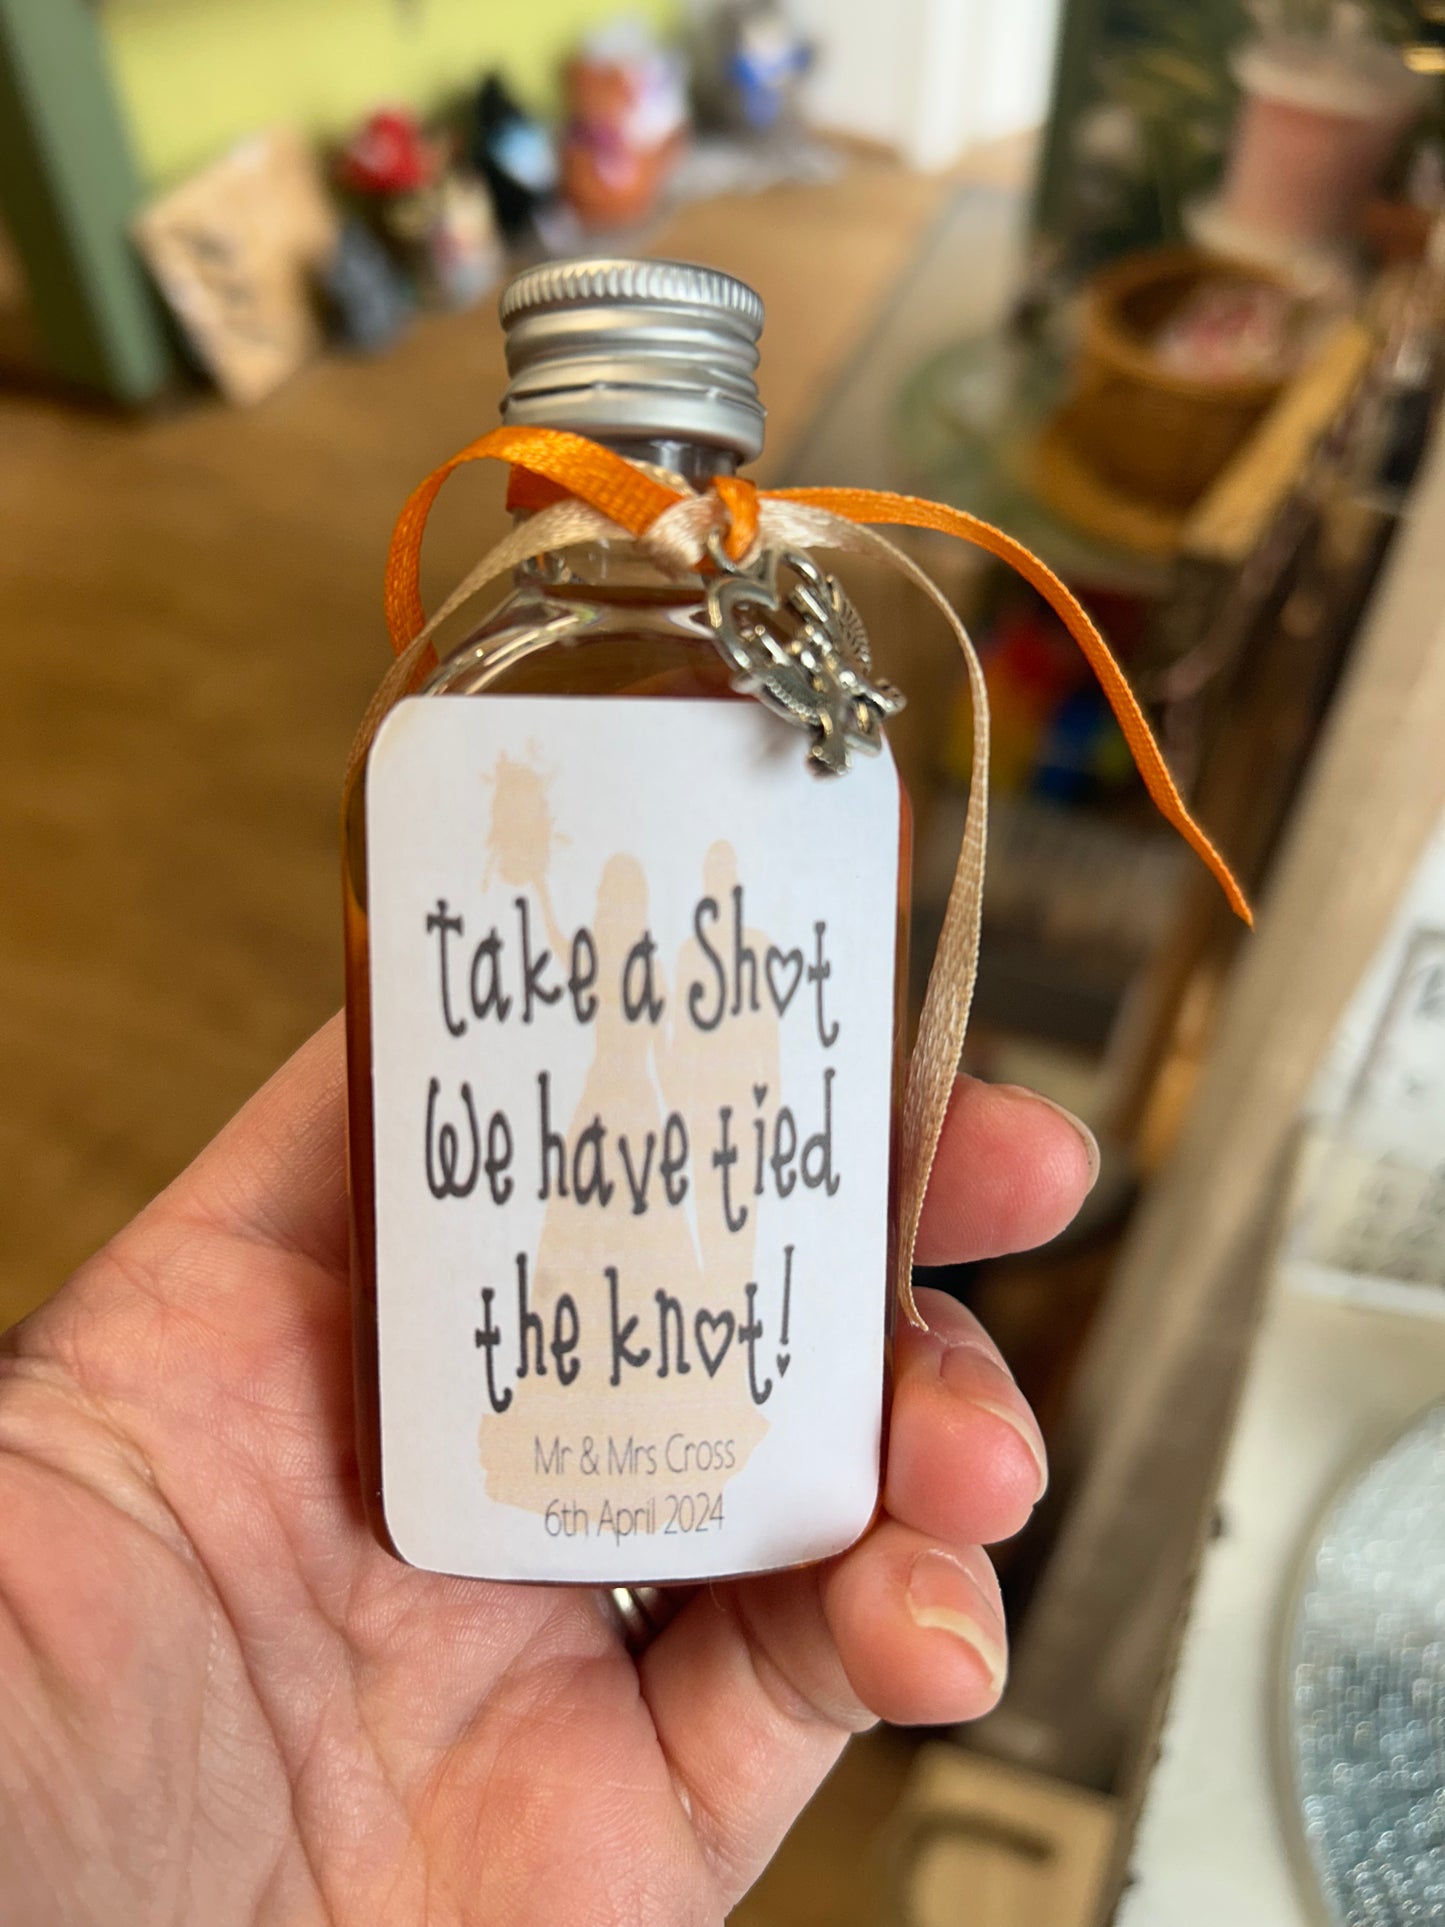 Take a Shot
We have tied
the knot!
Mr & Mrs Cross
6th April 2024